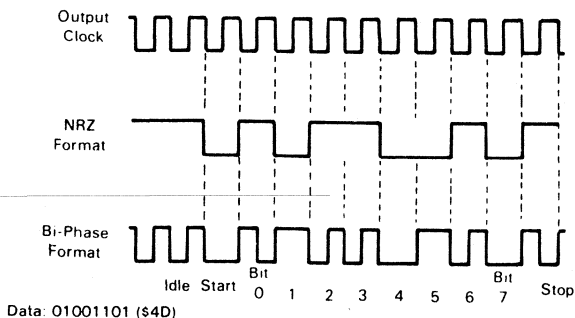 Output
Clock
NRZ
Format
Bi-Phase
Format
Idle Start Bit 0 1 2 3 4 5 6 Bit 7 Stop
Data: 01001101 ($4D)